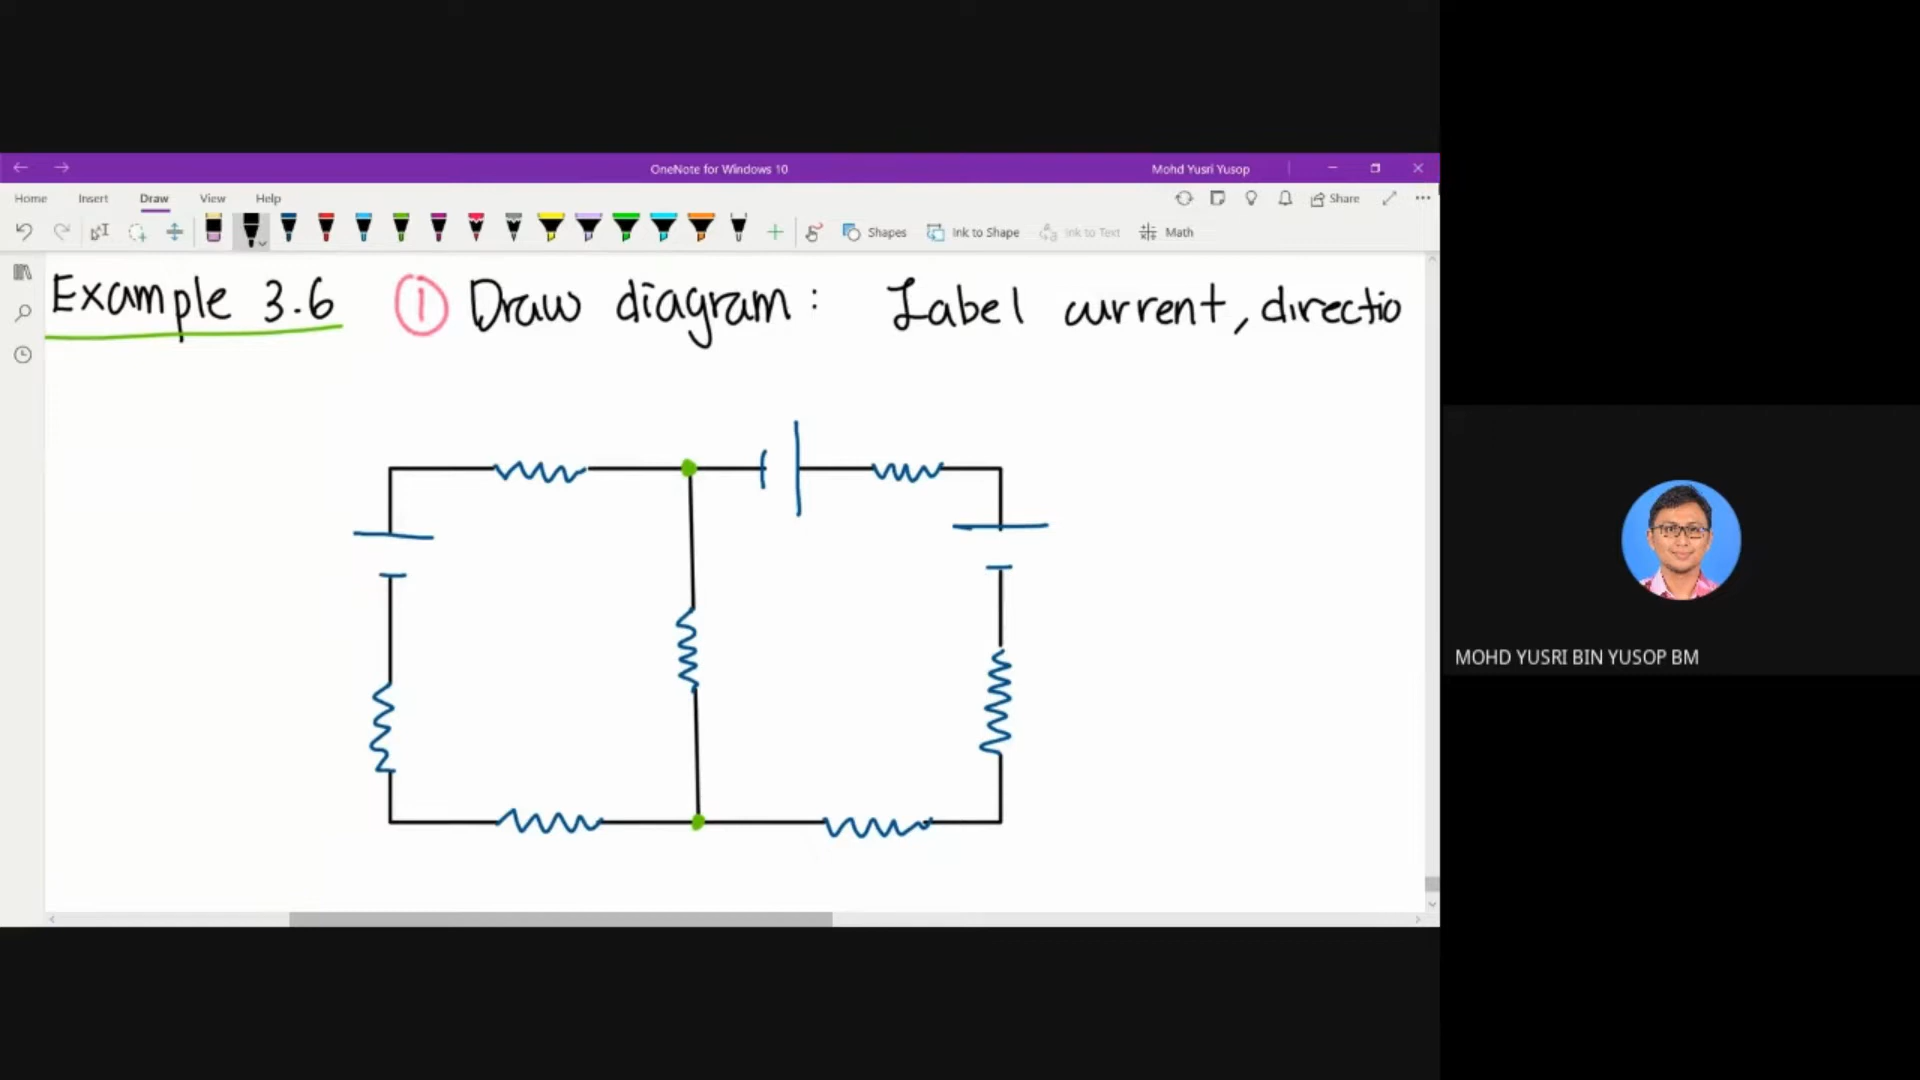 OneNote for Windows 10
Mohd Yusri Yusop
Home Insert Draw View Help
Share
Shapes Ink to Shape Ink to Text Math
Example 3.6 ① Draw diagram : Label current, directio
MOHD YUSRI BIN YUSOP BM